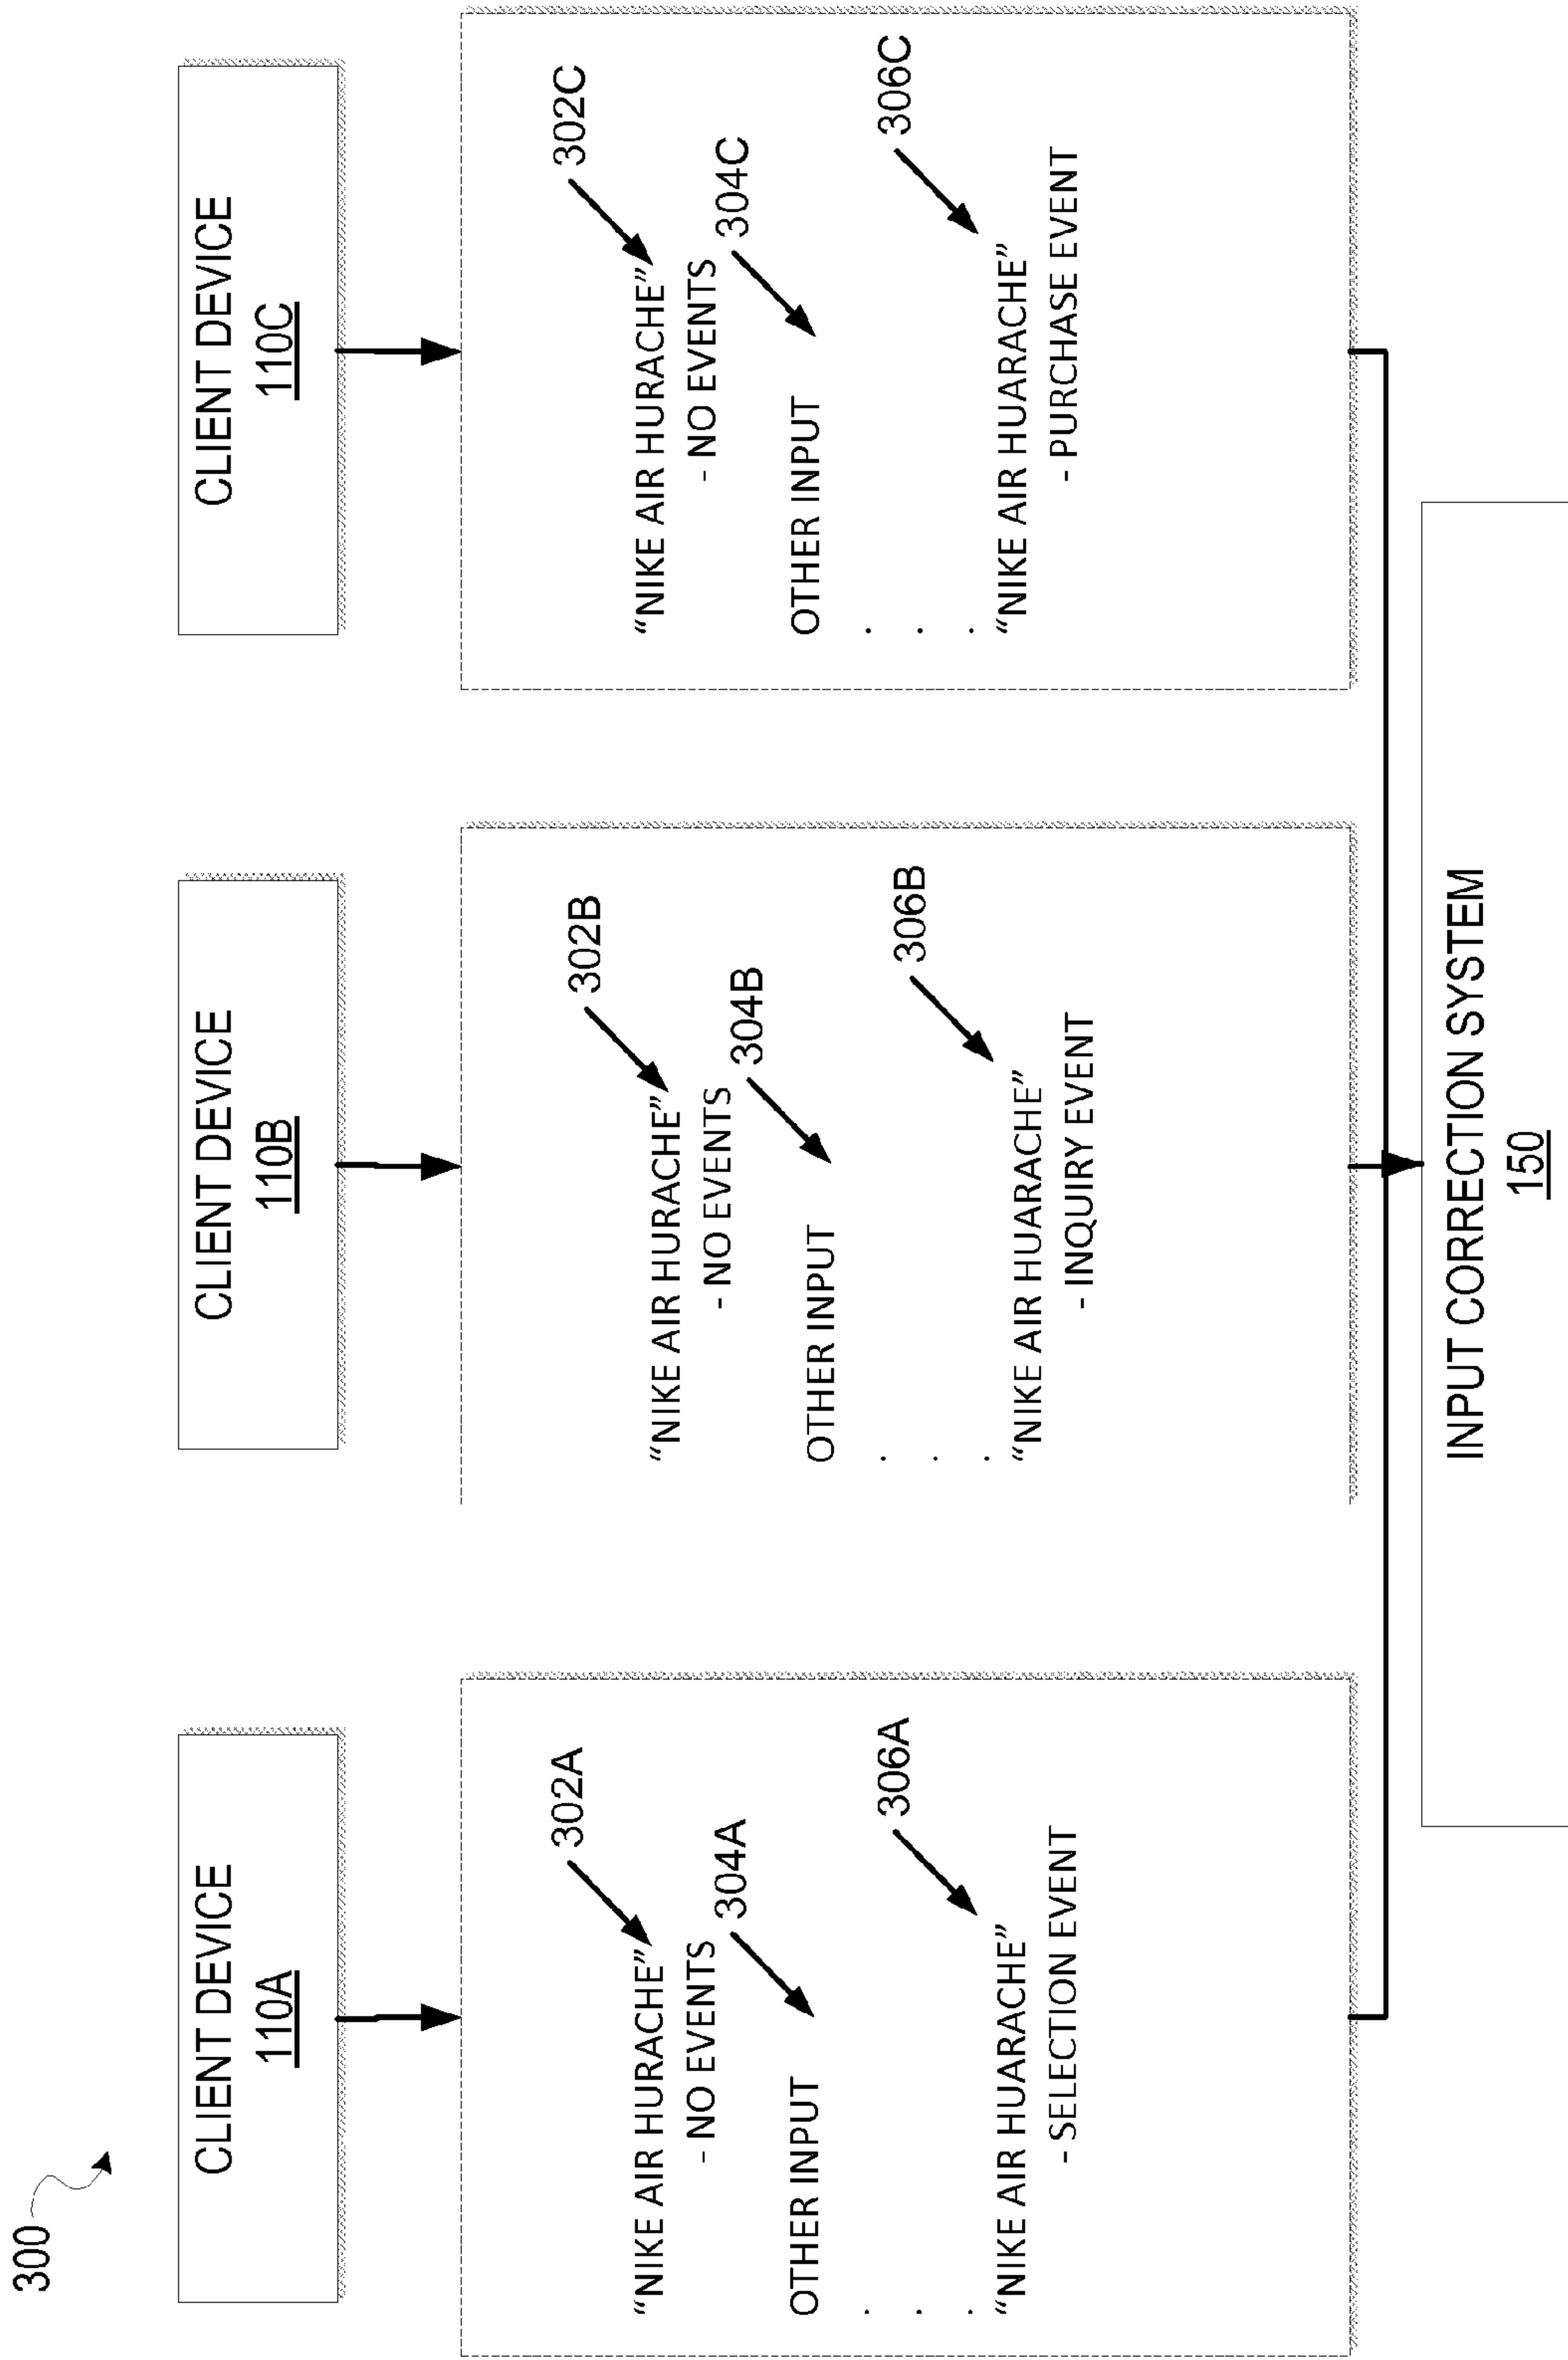 300
CLIENT DEVICE
110A
302A
“NIKE AIR HURACHE”
- NO EVENTS
304A
OTHER INPUT
.
.
.
306A
“NIKE AIR HUARACHE”
- SELECTION EVENT
CLIENT DEVICE
110B
302B
“NIKE AIR HURACHE”
- NO EVENTS
304B
OTHER INPUT
.
.
.
306B
“NIKE AIR HUARACHE”
- INQUIRY EVENT
CLIENT DEVICE
110C
302C
“NIKE AIR HURACHE”
- NO EVENTS
304C
OTHER INPUT
.
.
.
306C
“NIKE AIR HUARACHE”
- PURCHASE EVENT
INPUT CORRECTION SYSTEM
150